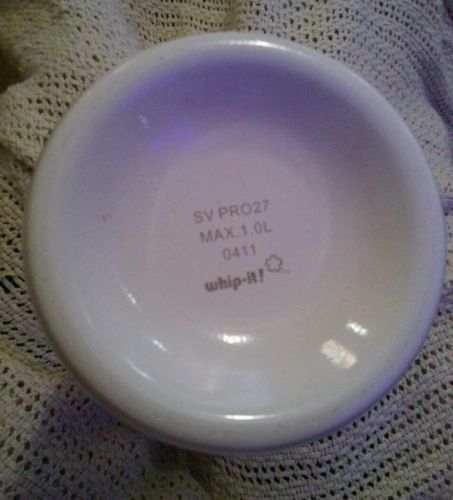 SV PRO27
MAX.1.0L
0411
whip-it!